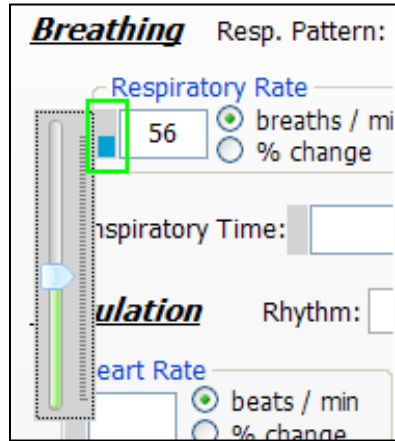 Breathing Resp. Pattern:
Respiratory Rate
56
breaths / mi
% change
nspiratory Time:
ulation Rhythm:
eart Rate
beats / min
% change